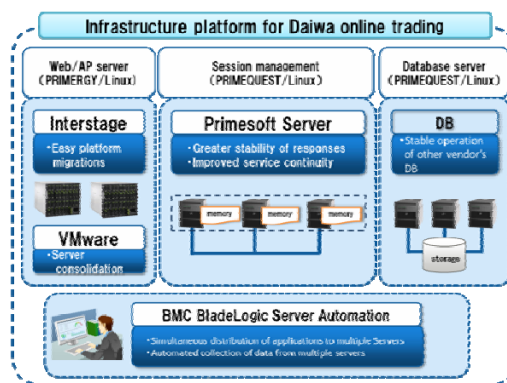 Infrastructure platform for Daiwa online trading
Web/AP server
(PRIMERGY/Linux)
Session management
(PRIMEQUEST/Linux)
Database server
(PRIMEQUEST/Linux)
Interstage
•Easy platform
migrations
VMware
•Server
consolidation
Primesoft Server
•Greater stability of responses
•Improved service continuity
memory
memory
memory
DB
•Stable operation
of other vendor's
DB
storage
BMC BladeLogic Server Automation
•Simultaneous distribution of applications to multiple Servers
•Automated collection of data from multiple servers